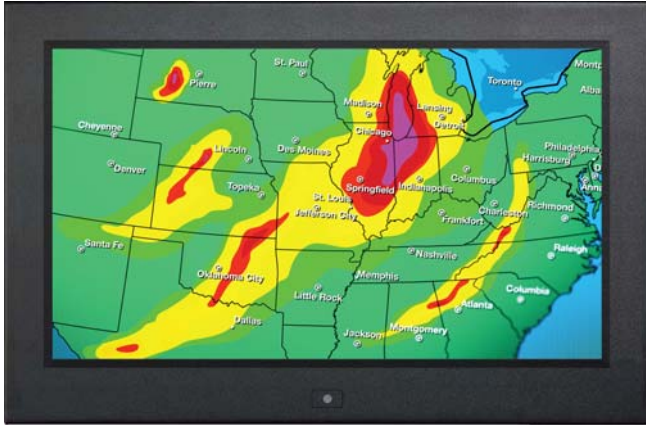 St. Paul
Toronto
Montp
Pierre
Alba
Madison
Lansing
Cheyenne
Chicago
Detroit
Philadelphia
Lincoln
Des Moines
Harrisburg
Denver
Topeka
Springfield
Indianapolis
Columbus
Ann
St. Louis
Jefferson City
Frankfort
Charleston
Richmond
Santa Fe
Nashville
Raleigh
Oklahoma City
Memphis
Little Rock
Columbia
Atlanta
Dallas
Jackson
Montgomery